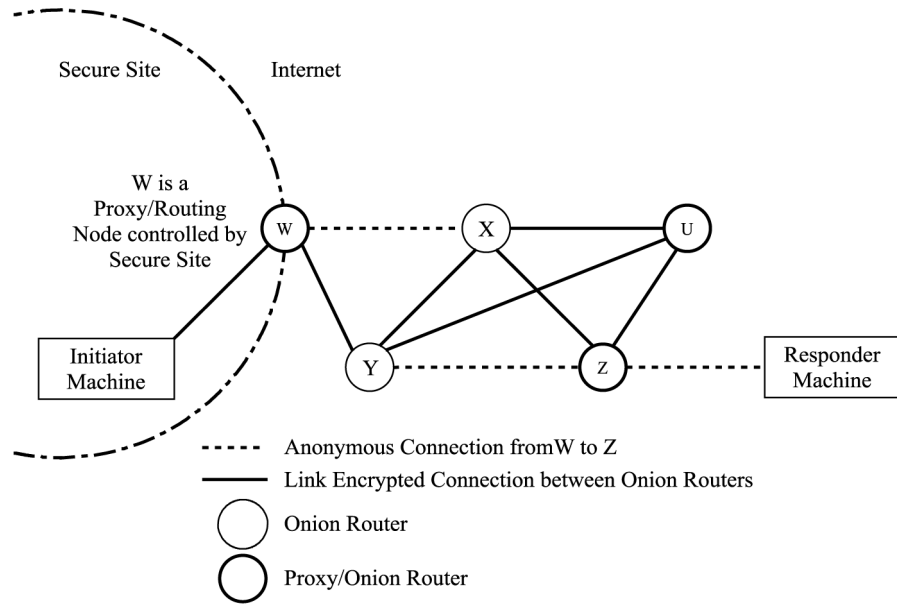 Secure Site
Internet
W is a
Proxy/Routing
Node controlled by
Secure Site
W
X
U
Initiator
Machine
Y
Z
Responder
Machine
Anonymous Connection fromW to Z
Link Encrypted Connection between Onion Routers
Onion Router
Proxy/Onion Router